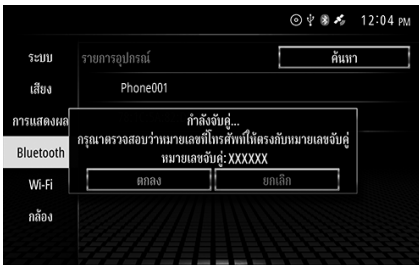 12:04 PM
ระบบ
รายการอุปกรณ์
ค้นหา
เสียง
Phone001
การแสดงผล
กำลังจับคู่...
กรุณาตรวจสอบว่าหมายเลขที่โทรศัพท์ให้ตรงกับหมายเลขจับคู่
หมายเลขจับคู่: XXXXXX
Bluetooth
ตกลง
ยกเลิก
Wi-Fi
กล้อง